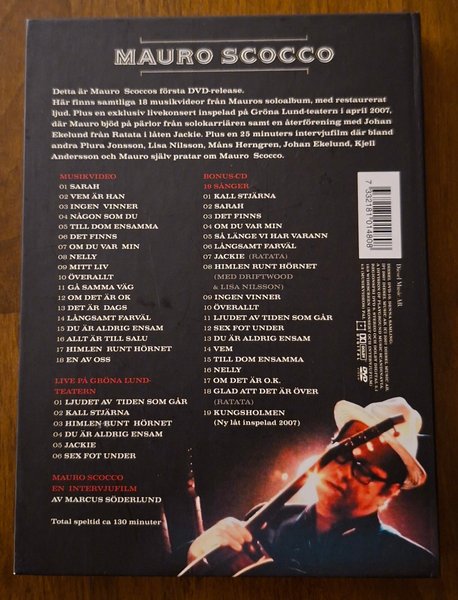 MAURO SCOCCO
Detta är Mauro Scoccos första DVD-release.
Här finns samtliga 18 musikvideor från Mauros soloalbum, med restaurerat
ljud. Plus en exklusiv livekonsert inspelad på Gröna Lund-teatern i april 2007,
där Mauro bjöd på pärlor från solokarriären samt en återförening med Johan
Ekelund från Ratata i låten Jackie. Plus en 25 minuters intervjufilm där bland
andra Plura Jonsson, Lisa Nilsson, Måns Herngren, Johan Ekelund, Kjell
Andersson och Mauro själv pratar om Mauro Scocco.
MUSIKVIDEO
01 SARAH
02 VEM ÄR HAN
03 INGEN VINNER
04 NÅGON SOM DU
05 TILL DOM ENSAMMA
06 DET FINNS
07 OM DU VAR MIN
08 NELLY
09 MITT LIV
10 ÖVERALLT
11 GÅ SAMMA VÄG
12 OM DET ÄR OK
13 DET ÄR DAGS
14 LÅNGSAMT FARVÄL
15 DU ÄR ALDRIG ENSAM
16 ALLT ÄR TILL SALU
17 HIMLEN RUNT HÖRNET
18 EN AV OSS
LIVE PÅ GRÖNA LUND-
TEATERN
01 LJUDET AV TIDEN SOM GÅR
02 KALL STJÄRNA
03 HIMLEN RUNT HÖRNET
04 DU ÄR ALDRIG ENSAM
05 JACKIE
06 SEX FOT UNDER
MAURO SCOCCO
EN INTERVJUFILM
AV MARCUS SÖDERLUND
Total speltid ca 130 minuter
BONUS-CD
19 SÅNGER
01 KALL STJÄRNA
02 SARAH
03 DET FINNS
04 OM DU VAR MIN
05 SÅ LÄNGE VI HAR VARANN
06 LÅNGSAMT FARVÄL
07 JACKIE (RATATA)
08 HIMLEN RUNT HÖRNET
(MED DRIFTWOOD
& LISA NILSSON)
09 INGEN VINNER
10 ÖVERALLT
11 LJUDET AV TIDEN SOM GÅR
12 SEX FOT UNDER
13 DU ÄR ALDRIG ENSAM
14 VEM
15 TILL DOM ENSAMMA
16 NELLY
17 OM DET ÄR O.K.
18 GLAD ATT DET ÄR ÖVER
(RATATA)
19 KUNGSHOLMEN
(Ny låt inspelad 2007)
7 332181 014808
Diesel Music AB
DVD